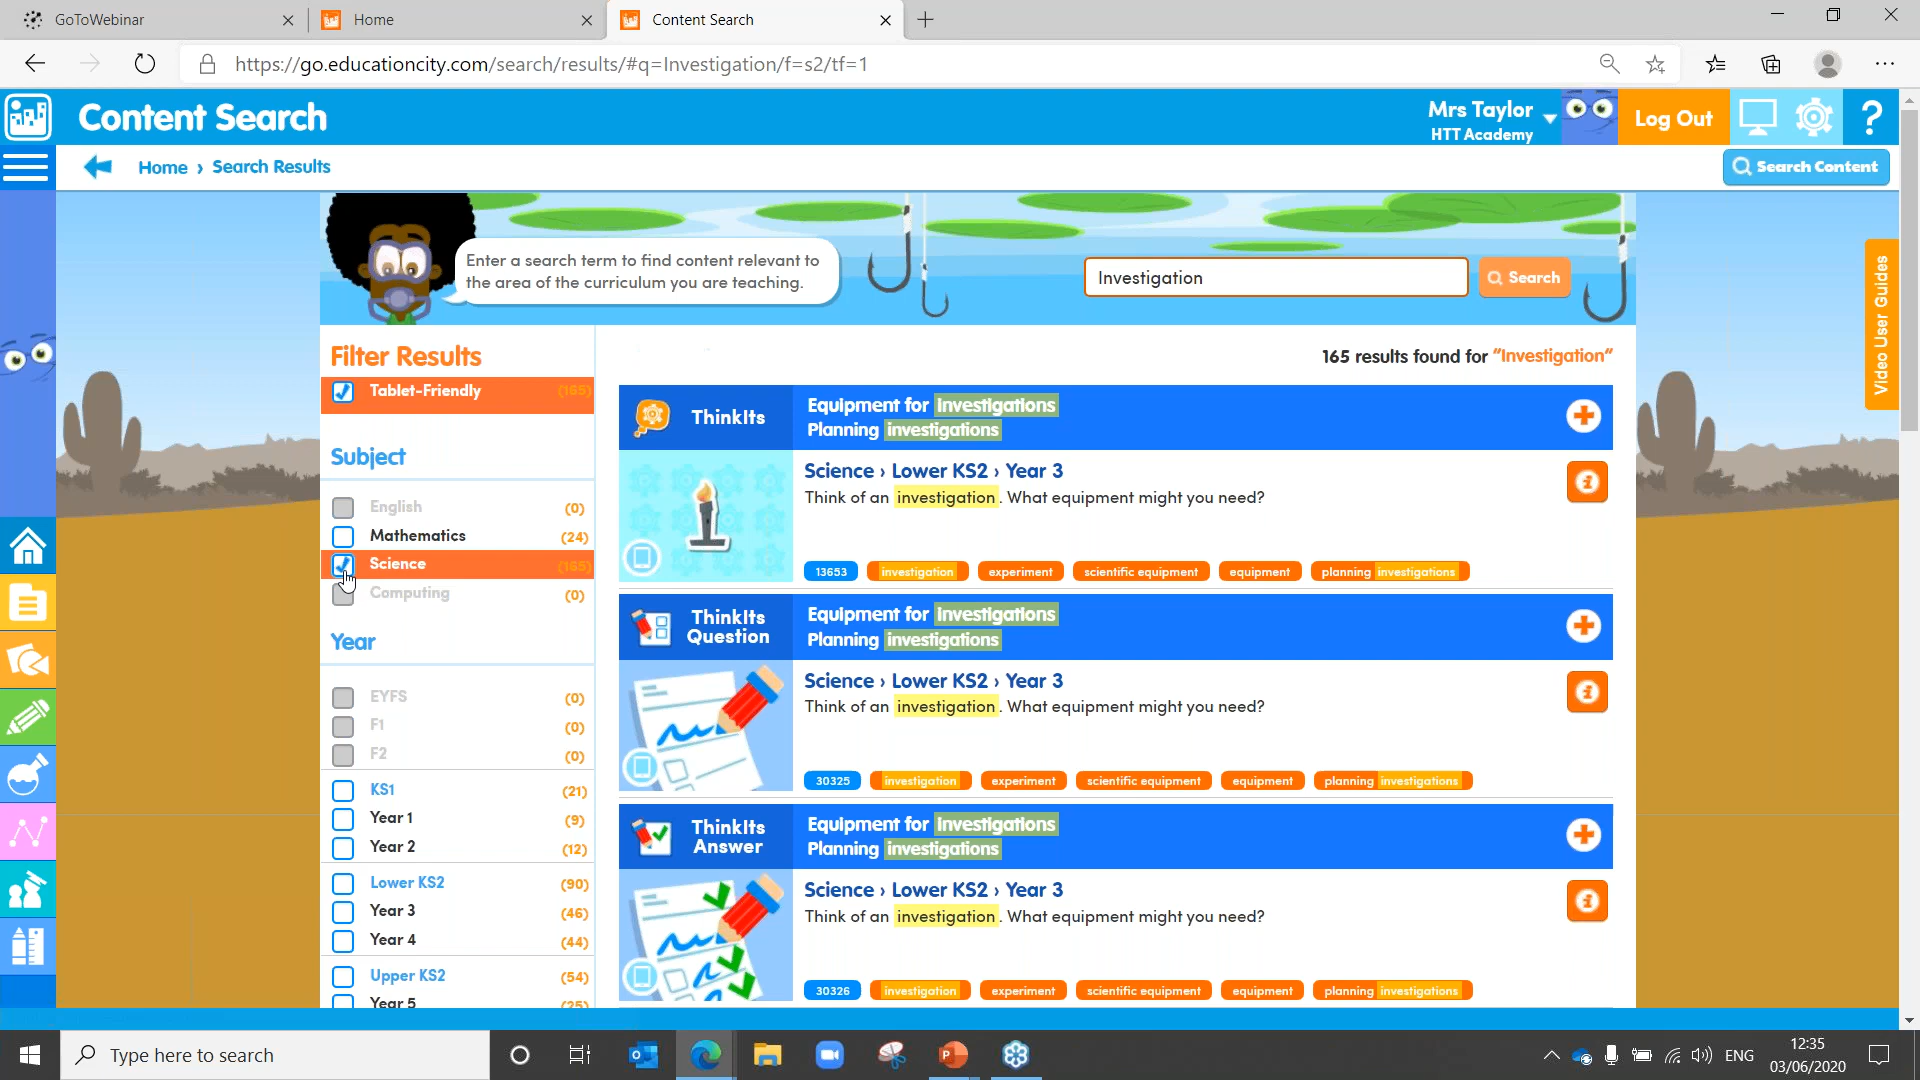 GoToWebinar
Home
Content Search
https://go.educationcity.com/search/results/#q=Investigation/f=s2/tf=1
Content Search
Mrs Taylor
HTT Academy
Log Out
?
Home › Search Results
Search Content
Enter a search term to find content relevant to
the area of the curriculum you are teaching.
Investigation
Search
Video User Guides
Filter Results
Tablet-Friendly (165)
Subject
English (0)
Mathematics (24)
Science (165)
Computing (0)
Year
EYFS (0)
F1 (0)
F2 (0)
KS1 (21)
Year 1 (9)
Year 2 (12)
Lower KS2 (90)
Year 3 (46)
Year 4 (44)
Upper KS2 (54)
Year 5 (25)
165 results found for "Investigation"
ThinkIts
Equipment for Investigations
Planning investigations
Science › Lower KS2 › Year 3
Think of an investigation. What equipment might you need?
13653 investigation experiment scientific equipment equipment planning investigations
ThinkIts
Question
Equipment for Investigations
Planning investigations
Science › Lower KS2 › Year 3
Think of an investigation. What equipment might you need?
30325 investigation experiment scientific equipment equipment planning investigations
ThinkIts
Answer
Equipment for Investigations
Planning investigations
Science › Lower KS2 › Year 3
Think of an investigation. What equipment might you need?
30326 investigation experiment scientific equipment equipment planning investigations
Type here to search
ENG
12:35
03/06/2020